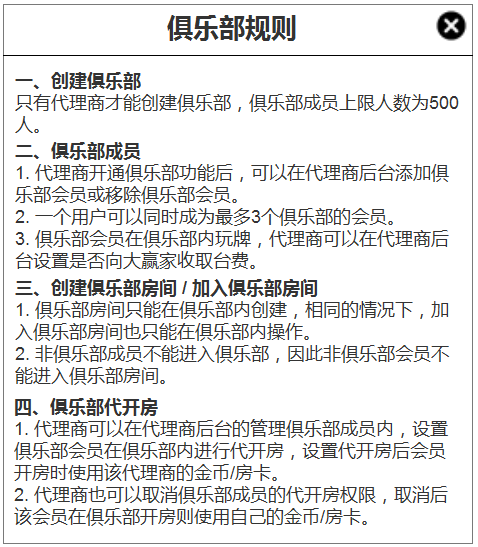 俱乐部规则
一、创建俱乐部
只有代理商才能创建俱乐部，俱乐部成员上限人数为500
人。
二、俱乐部成员
1. 代理商开通俱乐部功能后，可以在代理商后台添加俱
乐部会员或移除俱乐部会员。
2. 一个用户可以同时成为最多3个俱乐部的会员。
3. 俱乐部会员在俱乐部内玩牌，代理商可以在代理商后
台设置是否向大赢家收取台费。
三、创建俱乐部房间 / 加入俱乐部房间
1. 俱乐部房间只能在俱乐部内创建，相同的情况下，加
入俱乐部房间也只能在俱乐部内操作。
2. 非俱乐部成员不能进入俱乐部，因此非俱乐部会员不
能进入俱乐部房间。
四、俱乐部代开房
1. 代理商可以在代理商后台的管理俱乐部成员内，设置
俱乐部会员在俱乐部内进行代开房，设置代开房后会员
开房时使用该代理商的金币/房卡。
2. 代理商也可以取消俱乐部成员的代开房权限，取消后
该会员在俱乐部开房则使用自己的金币/房卡。